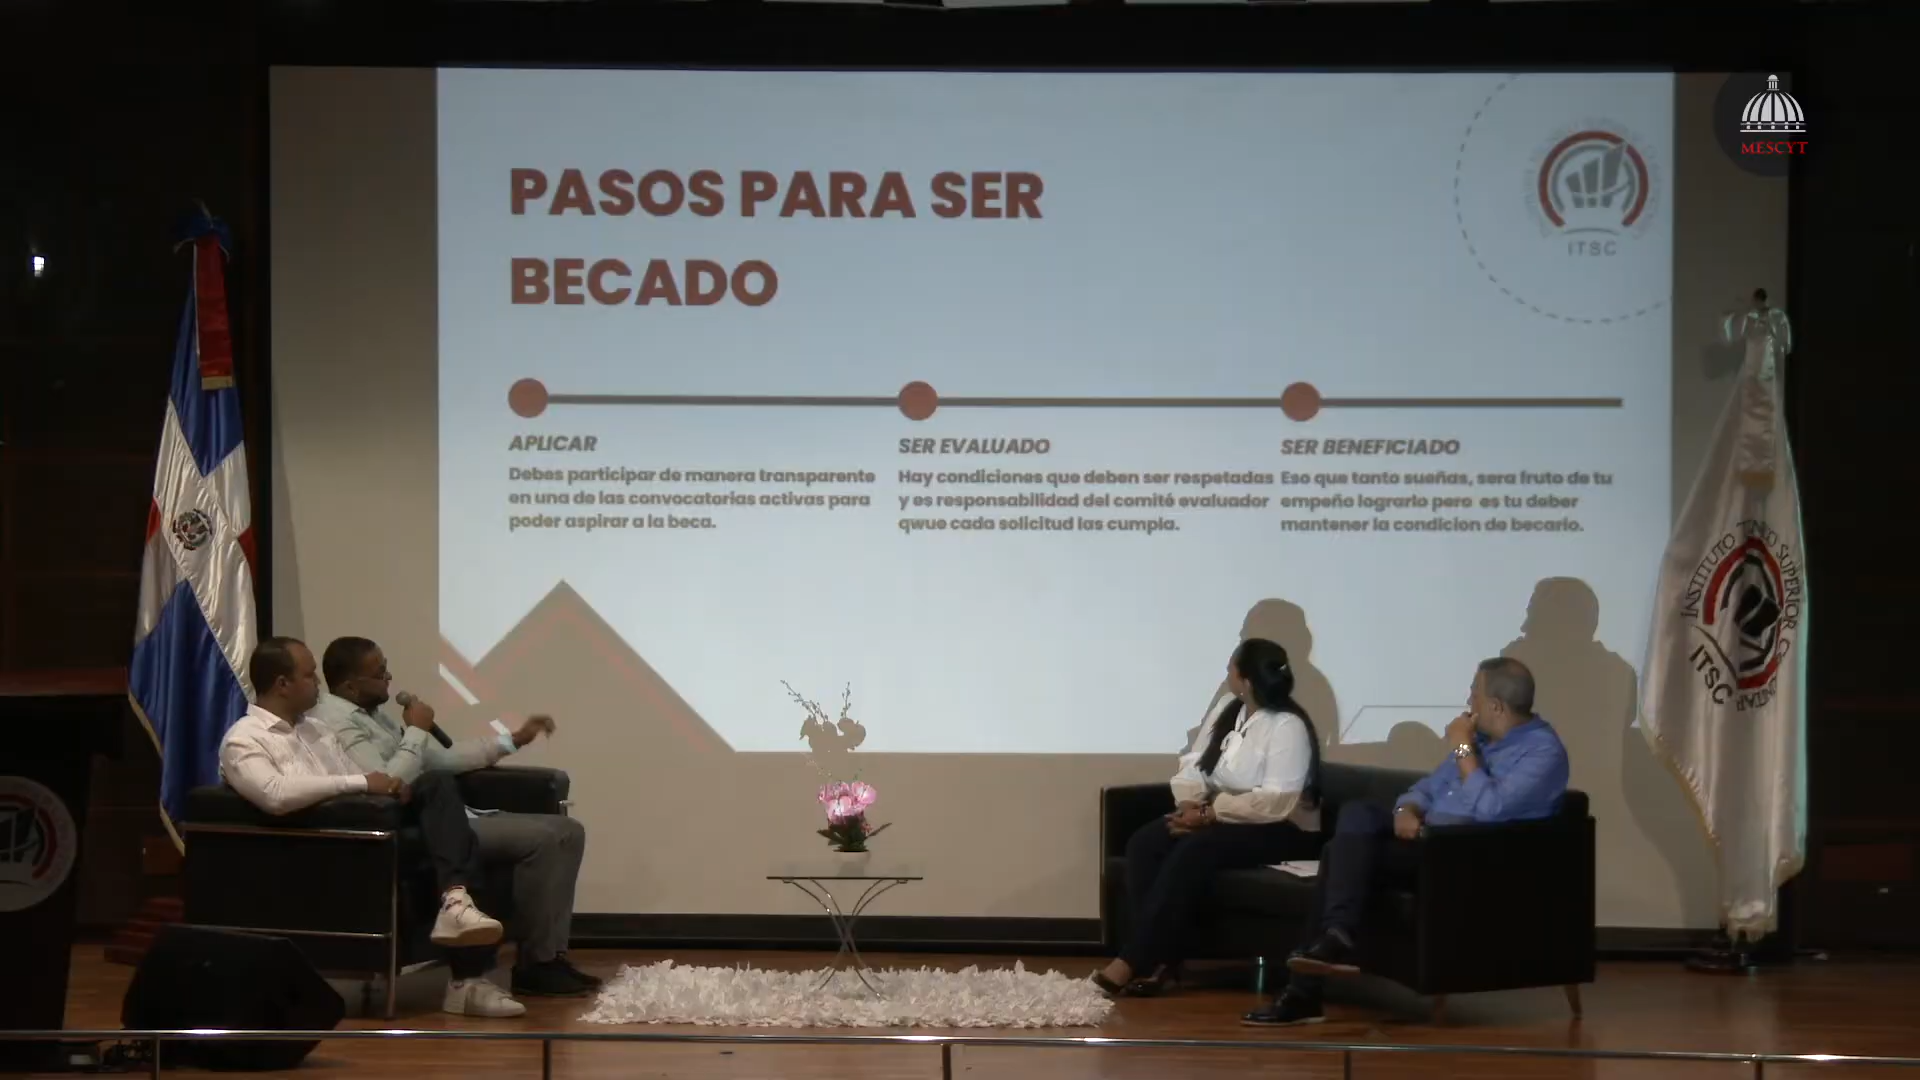 MESCYT
PASOS PARA SER
BECADO
ITSC
APLICAR
Debes participar de manera transparente
en una de las convocatorias activas para
poder aspirar a la beca.
SER EVALUADO
Hay condiciones que deben ser respetadas
y es responsabilidad del comité evaluador
qwue cada solicitud las cumpla.
SER BENEFICIADO
Eso que tanto sueñas, sera fruto de tu
empeño lograrlo pero es tu deber
mantener la condicion de becario.
INSTITUTO SUPERIOR
ITSC